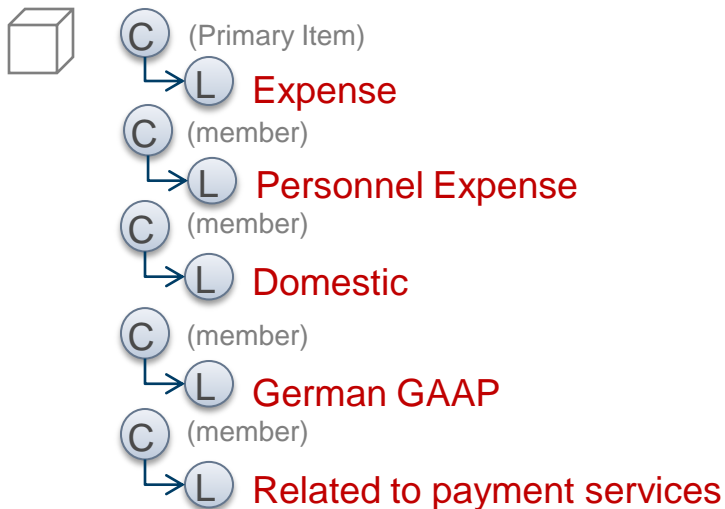 C (Primary Item)
L Expense
C (member)
L Personnel Expense
C (member)
L Domestic
C (member)
L German GAAP
C (member)
L Related to payment services